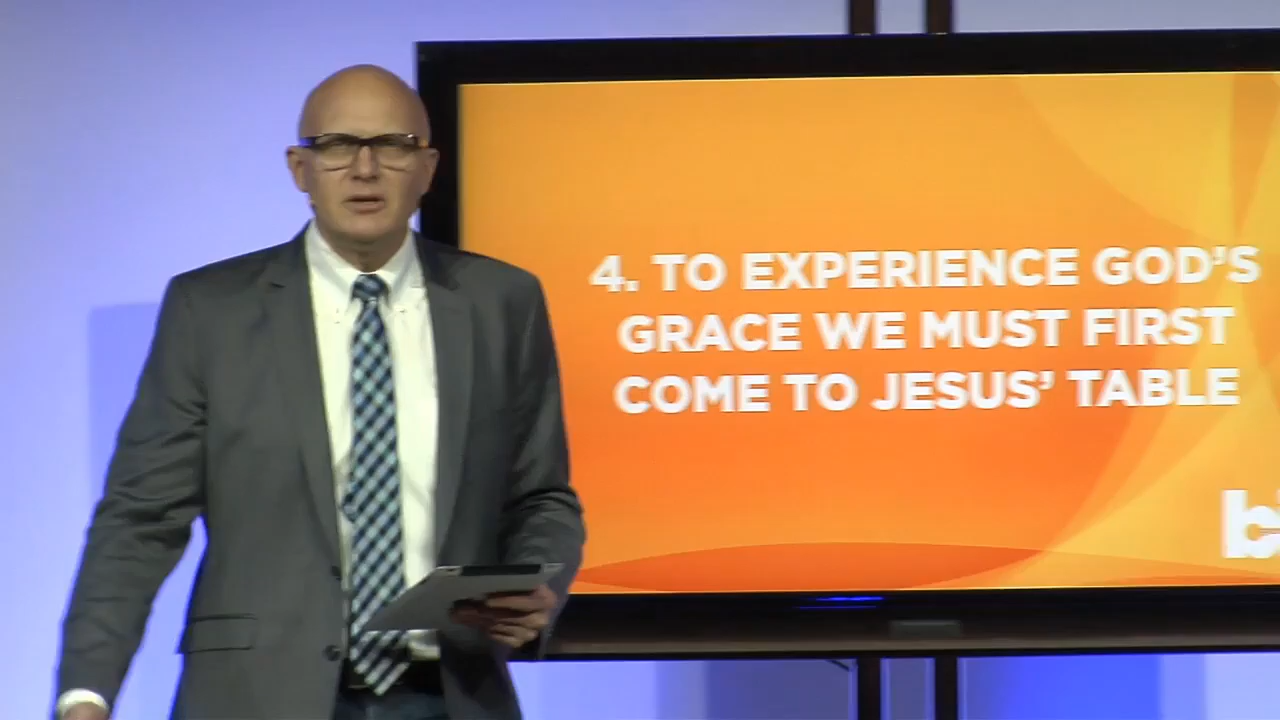 4. TO EXPERIENCE GOD'S
GRACE WE MUST FIRST
COME TO JESUS' TABLE